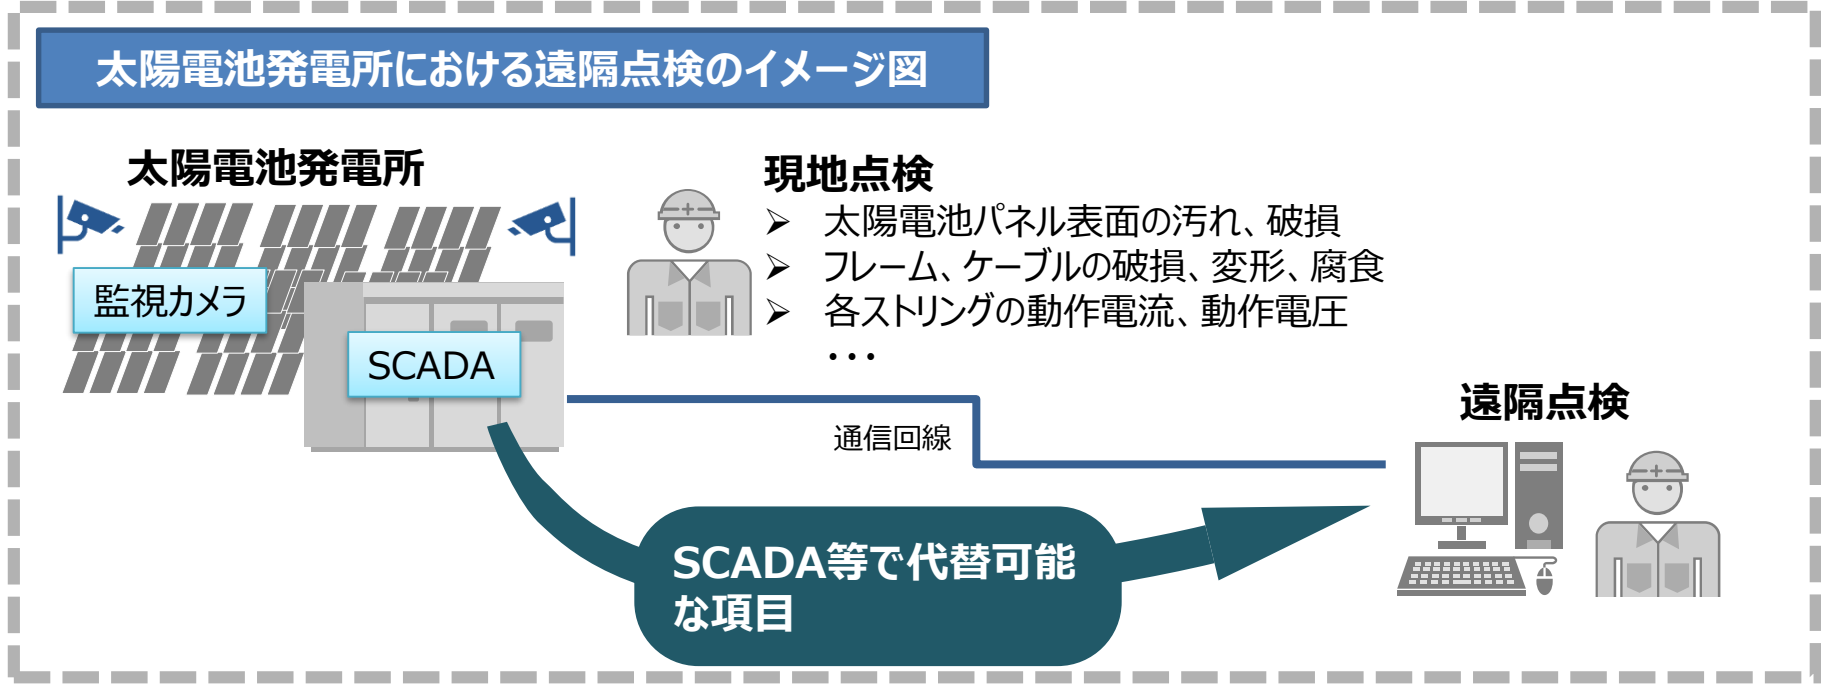 太陽電池発電所における遠隔点検のイメージ図
太陽電池発電所
監視カメラ
SCADA
現地点検
➢ 太陽電池パネル表面の汚れ、破損
➢ フレーム、ケーブルの破損、変形、腐食
➢ 各ストリングの動作電流、動作電圧
・・・
通信回線
遠隔点検
SCADA等で代替可能
な項目